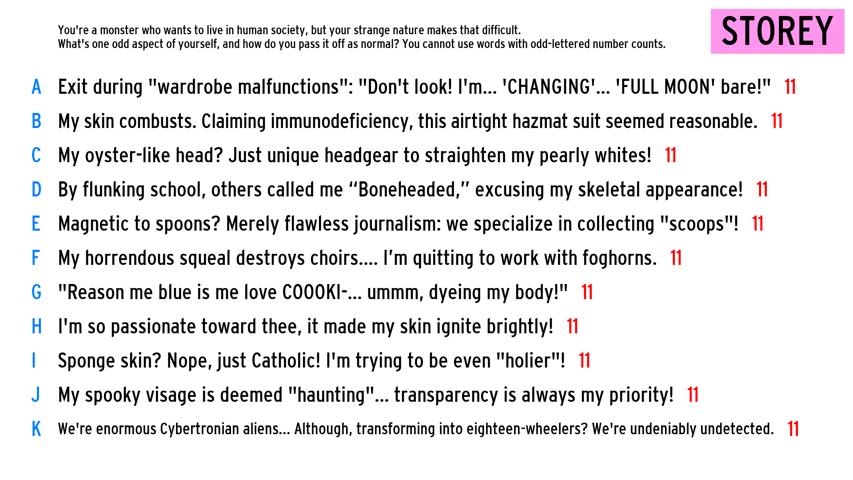 You're a monster who wants to live in human society, but your strange nature makes that difficult.
What's one odd aspect of yourself, and how do you pass it off as normal? You cannot use words with odd-lettered number counts.
STOREY
A Exit during "wardrobe malfunctions": "Don't look! I'm... 'CHANGING'... 'FULL MOON' bare!" 11
B My skin combusts. Claiming immunodeficiency, this airtight hazmat suit seemed reasonable. 11
C My oyster-like head? Just unique headgear to straighten my pearly whites! 11
D By flunking school, others called me “Boneheaded,” excusing my skeletal appearance! 11
E Magnetic to spoons? Merely flawless journalism: we specialize in collecting "scoops"! 11
F My horrendous squeal destroys choirs.... I’m quitting to work with foghorns. 11
G "Reason me blue is me love COOOKI-... ummm, dyeing my body!" 11
H I'm so passionate toward thee, it made my skin ignite brightly! 11
I Sponge skin? Nope, just Catholic! I'm trying to be even "holier"! 11
J My spooky visage is deemed "haunting"... transparency is always my priority! 11
K We're enormous Cybertronian aliens... Although, transforming into eighteen-wheelers? We're undeniably undetected. 11